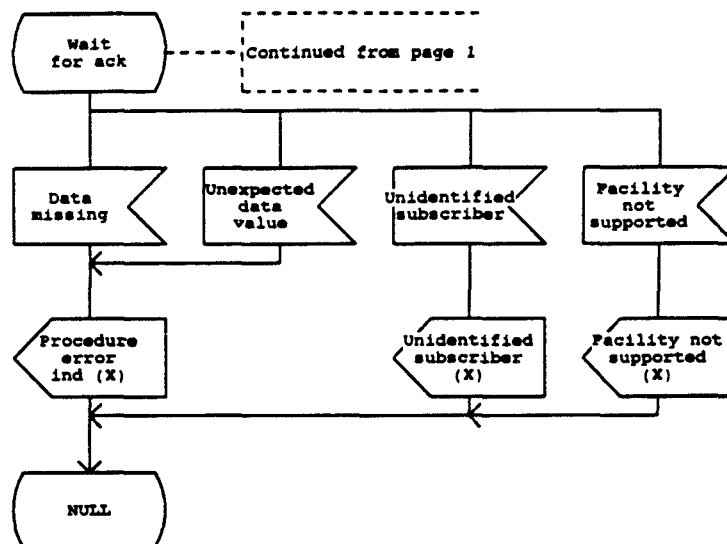 Wait
for ack
Continued from page 1
Data
missing
Unexpected
data
value
Unidentified
subscriber
Facility
not
supported
Procedure
error
ind (X)
Unidentified
subscriber
(X)
Facility not
supported
(X)
NULL